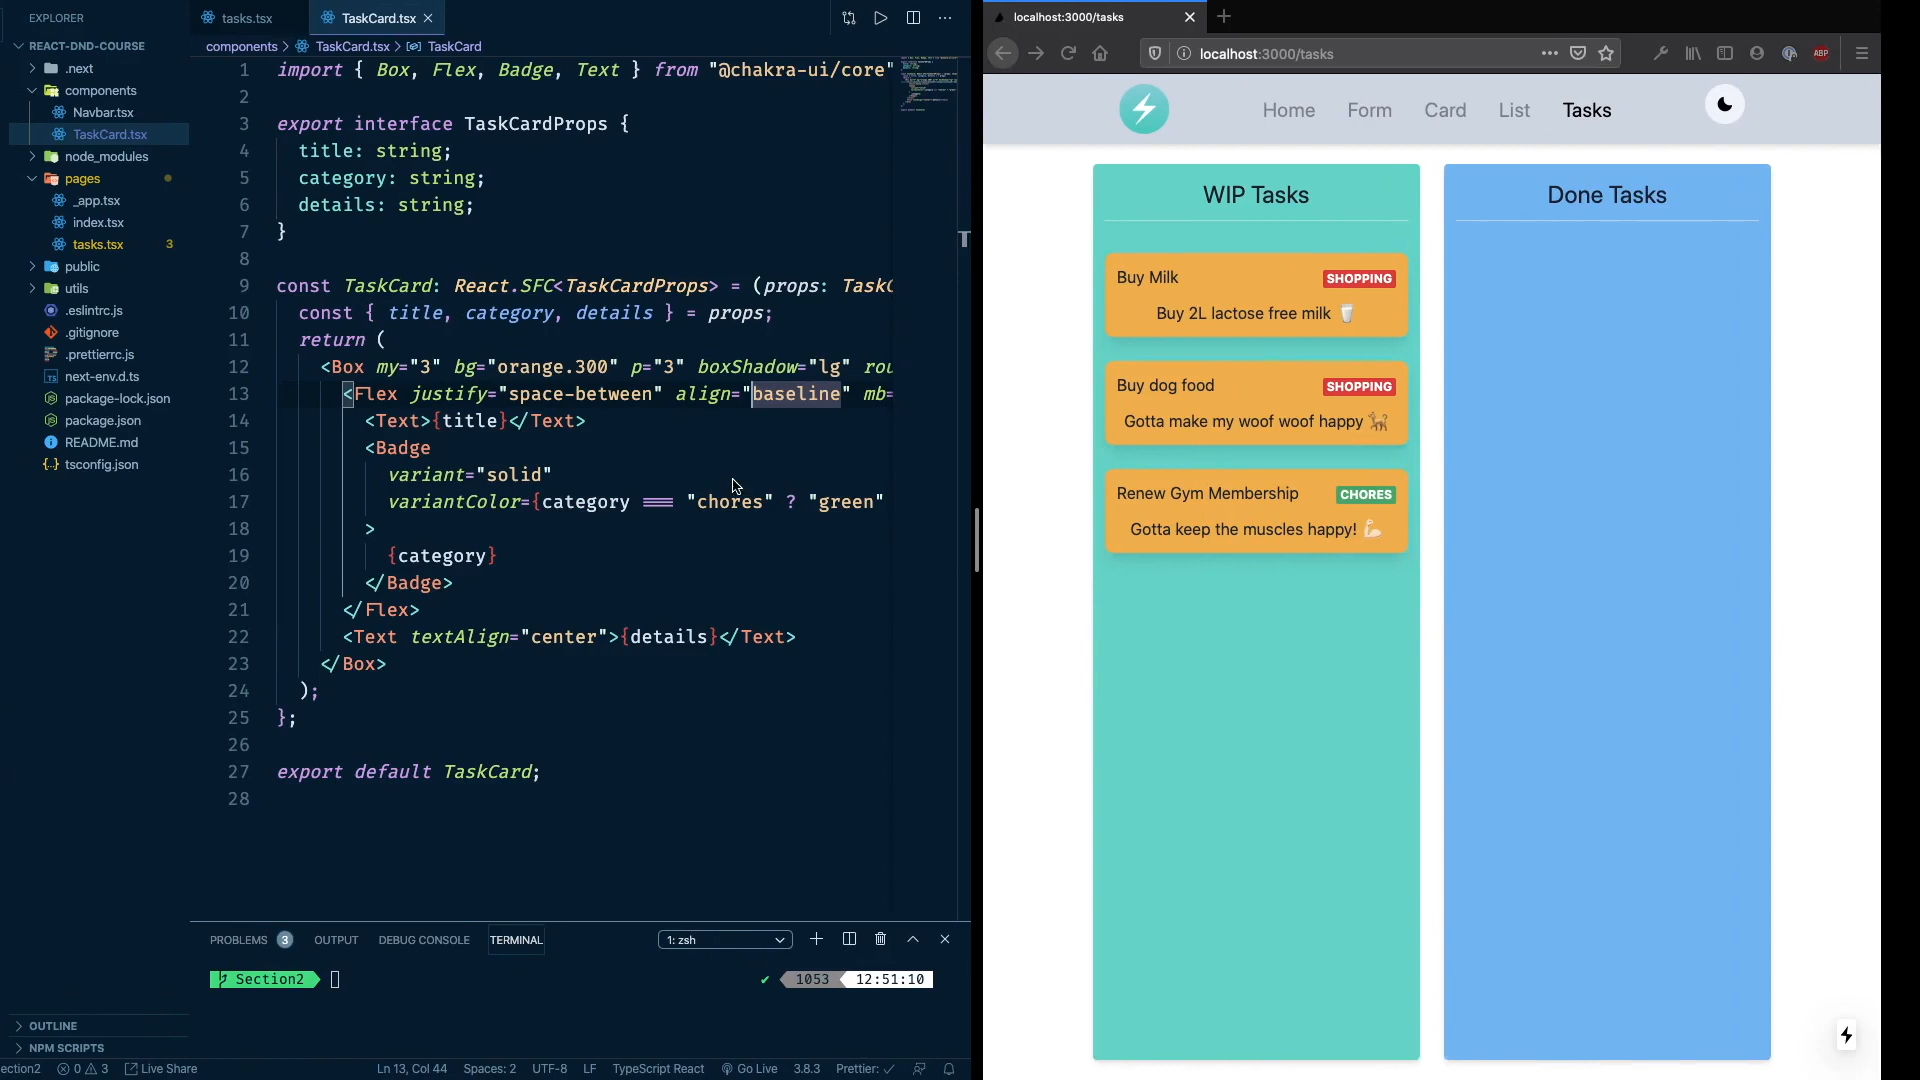 EXPLORER
REACT-DND-COURSE
.next
components
Navbar.tsx
TaskCard.tsx
node_modules
pages
_app.tsx
index.tsx
tasks.tsx 3
public
utils
.eslintrc.js
.gitignore
.prettierrc.js
next-env.d.ts
package-lock.json
package.json
README.md
tsconfig.json
OUTLINE
NPM SCRIPTS
tasks.tsx
TaskCard.tsx
components > TaskCard.tsx > TaskCard
1 import { Box, Flex, Badge, Text } from "@chakra-ui/core"
2
3 export interface TaskCardProps {
4 title: string;
5 category: string;
6 details: string;
7 }
8
9 const TaskCard: React.SFC<TaskCardProps> = (props: TaskC
10 const { title, category, details } = props;
11 return (
12 <Box my="3" bg="orange.300" p="3" boxShadow="lg" rou
13 <Flex justify="space-between" align="baseline" mb=
14 <Text>{title}</Text>
15 <Badge
16 variant="solid"
17 variantColor={category === "chores" ? "green"
18 >
19 {category}
20 </Badge>
21 </Flex>
22 <Text textAlign="center">{details}</Text>
23 </Box>
24 );
25 };
26
27 export default TaskCard;
28
PROBLEMS 3 OUTPUT DEBUG CONSOLE TERMINAL 1: zsh
Section2 ✔ 1053 12:51:10
ection2 0 3 Live Share Ln 13, Col 44 Spaces: 2 UTF-8 LF TypeScript React Go Live 3.8.3 Prettier: ✓
localhost:3000/tasks
localhost:3000/tasks
ABP
Home Form Card List Tasks
WIP Tasks
Buy Milk SHOPPING
Buy 2L lactose free milk 🥛
Buy dog food SHOPPING
Gotta make my woof woof happy 🐕
Renew Gym Membership CHORES
Gotta keep the muscles happy! 💪
Done Tasks